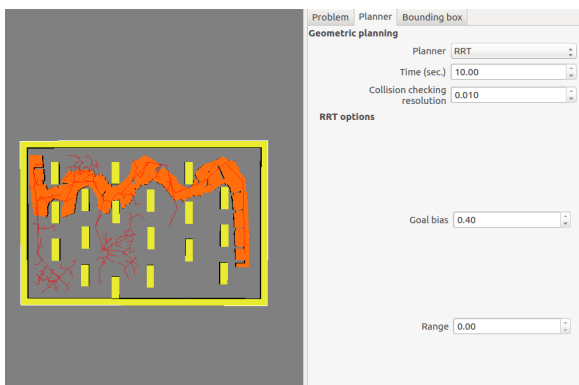 Problem Planner Bounding box
Geometric planning
Planner RRT
Time (sec.) 10.00
Collision checking
resolution 0.010
RRT options
Goal bias 0.40
Range 0.00